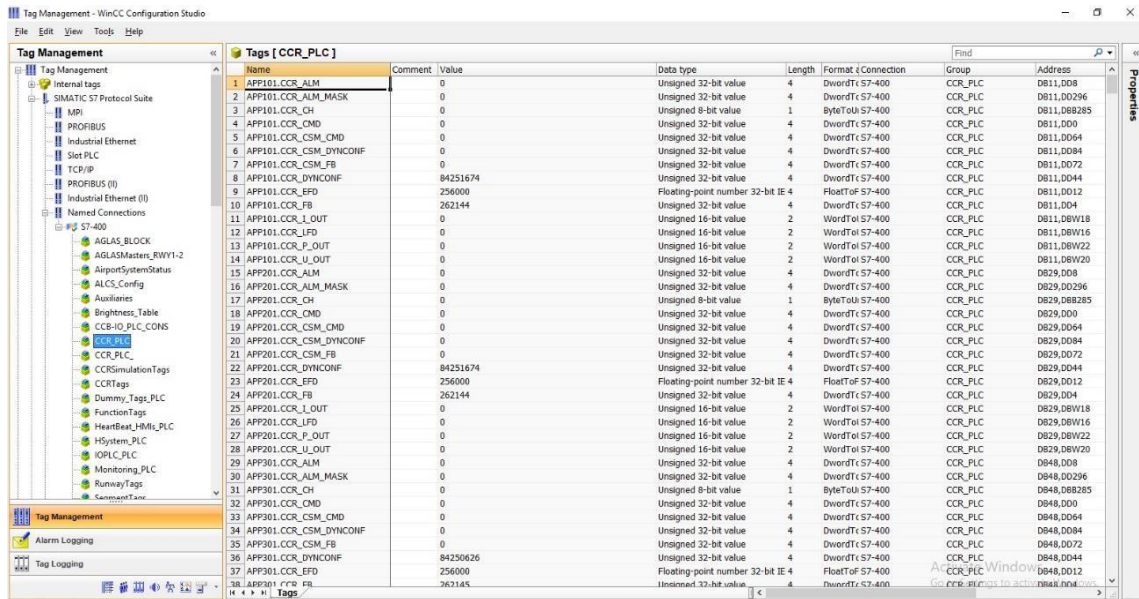 Tag Management - WinCC Configuration Studio
File Edit View Tools Help
Tag Management «
Tag Management
Internal tags
SIMATIC S7 Protocol Suite
MPI
PROFIBUS
Industrial Ethernet
Slot PLC
TCP/IP
PROFIBUS (II)
Industrial Ethernet (II)
Named Connections
S7-400
AGLAS_BLOCK
AGLASMasters_RWY1-2
AirportSystemStatus
ALCS_Config
Auxiliaries
Brightness_Table
CCB-IO_PLC_CONS
CCR_PLC
CCR_PLC_
CCRSimulationTags
CCRTags
Dummy_Tags_PLC
FunctionTags
HeartBeat_HMIs_PLC
HSystem_PLC
IOPLC_PLC
Monitoring_PLC
RunwayTags
SegmentTags
Tag Management
Alarm Logging
Tag Logging
Tags [ CCR_PLC ] Find
Name Comment Value Data type Length Format a Connection Group Address
1 APP101.CCR_ALM 0 Unsigned 32-bit value 4 DwordTc S7-400 CCR_PLC DB11,DD8
2 APP101.CCR_ALM_MASK 0 Unsigned 32-bit value 4 DwordTc S7-400 CCR_PLC DB11,DD296
3 APP101.CCR_CH 0 Unsigned 8-bit value 1 ByteToUi S7-400 CCR_PLC DB11,DBB285
4 APP101.CCR_CMD 0 Unsigned 32-bit value 4 DwordTc S7-400 CCR_PLC DB11,DD0
5 APP101.CCR_CSM_CMD 0 Unsigned 32-bit value 4 DwordTc S7-400 CCR_PLC DB11,DD64
6 APP101.CCR_CSM_DYNCONF 0 Unsigned 32-bit value 4 DwordTc S7-400 CCR_PLC DB11,DD84
7 APP101.CCR_CSM_FB 0 Unsigned 32-bit value 4 DwordTc S7-400 CCR_PLC DB11,DD72
8 APP101.CCR_DYNCONF 84251674 Unsigned 32-bit value 4 DwordTc S7-400 CCR_PLC DB11,DD44
9 APP101.CCR_EFD 256000 Floating-point number 32-bit IE 4 FloatToF S7-400 CCR_PLC DB11,DD12
10 APP101.CCR_FB 262144 Unsigned 32-bit value 4 DwordTc S7-400 CCR_PLC DB11,DD4
11 APP101.CCR_I_OUT 0 Unsigned 16-bit value 2 WordToI S7-400 CCR_PLC DB11,DBW18
12 APP101.CCR_LFD 0 Unsigned 16-bit value 2 WordToI S7-400 CCR_PLC DB11,DBW16
13 APP101.CCR_P_OUT 0 Unsigned 16-bit value 2 WordToI S7-400 CCR_PLC DB11,DBW22
14 APP101.CCR_U_OUT 0 Unsigned 16-bit value 2 WordToI S7-400 CCR_PLC DB11,DBW20
15 APP201.CCR_ALM 0 Unsigned 32-bit value 4 DwordTc S7-400 CCR_PLC DB29,DD8
16 APP201.CCR_ALM_MASK 0 Unsigned 32-bit value 4 DwordTc S7-400 CCR_PLC DB29,DD296
17 APP201.CCR_CH 0 Unsigned 8-bit value 1 ByteToUi S7-400 CCR_PLC DB29,DBB285
18 APP201.CCR_CMD 0 Unsigned 32-bit value 4 DwordTc S7-400 CCR_PLC DB29,DD0
19 APP201.CCR_CSM_CMD 0 Unsigned 32-bit value 4 DwordTc S7-400 CCR_PLC DB29,DD64
20 APP201.CCR_CSM_DYNCONF 0 Unsigned 32-bit value 4 DwordTc S7-400 CCR_PLC DB29,DD84
21 APP201.CCR_CSM_FB 0 Unsigned 32-bit value 4 DwordTc S7-400 CCR_PLC DB29,DD72
22 APP201.CCR_DYNCONF 84251674 Unsigned 32-bit value 4 DwordTc S7-400 CCR_PLC DB29,DD44
23 APP201.CCR_EFD 256000 Floating-point number 32-bit IE 4 FloatToF S7-400 CCR_PLC DB29,DD12
24 APP201.CCR_FB 262144 Unsigned 32-bit value 4 DwordTc S7-400 CCR_PLC DB29,DD4
25 APP201.CCR_I_OUT 0 Unsigned 16-bit value 2 WordToI S7-400 CCR_PLC DB29,DBW18
26 APP201.CCR_LFD 0 Unsigned 16-bit value 2 WordToI S7-400 CCR_PLC DB29,DBW16
27 APP201.CCR_P_OUT 0 Unsigned 16-bit value 2 WordToI S7-400 CCR_PLC DB29,DBW22
28 APP201.CCR_U_OUT 0 Unsigned 16-bit value 2 WordToI S7-400 CCR_PLC DB29,DBW20
29 APP301.CCR_ALM 0 Unsigned 32-bit value 4 DwordTc S7-400 CCR_PLC DB48,DD8
30 APP301.CCR_ALM_MASK 0 Unsigned 32-bit value 4 DwordTc S7-400 CCR_PLC DB48,DD296
31 APP301.CCR_CH 0 Unsigned 8-bit value 1 ByteToUi S7-400 CCR_PLC DB48,DBB285
32 APP301.CCR_CMD 0 Unsigned 32-bit value 4 DwordTc S7-400 CCR_PLC DB48,DD0
33 APP301.CCR_CSM_CMD 0 Unsigned 32-bit value 4 DwordTc S7-400 CCR_PLC DB48,DD64
34 APP301.CCR_CSM_DYNCONF 0 Unsigned 32-bit value 4 DwordTc S7-400 CCR_PLC DB48,DD84
35 APP301.CCR_CSM_FB 0 Unsigned 32-bit value 4 DwordTc S7-400 CCR_PLC DB48,DD72
36 APP301.CCR_DYNCONF 84250626 Unsigned 32-bit value 4 DwordTc S7-400 CCR_PLC DB48,DD44
37 APP301.CCR_EFD 256000 Floating-point number 32-bit IE 4 FloatToF S7-400 CCR_PLC DB48,DD12
38 APP301.CCR_FB 262145 Unsigned 32-bit value 4 DwordTc S7-400 CCR_PLC DB48,DD4
Activate Windows
Tags
Properties